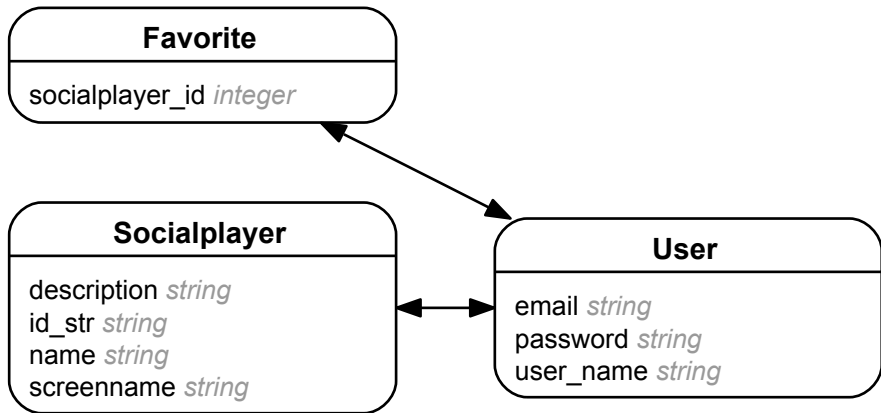 Favorite
socialplayer_id integer
Socialplayer
description string
id_str string
name string
screenname string
User
email string
password string
user_name string